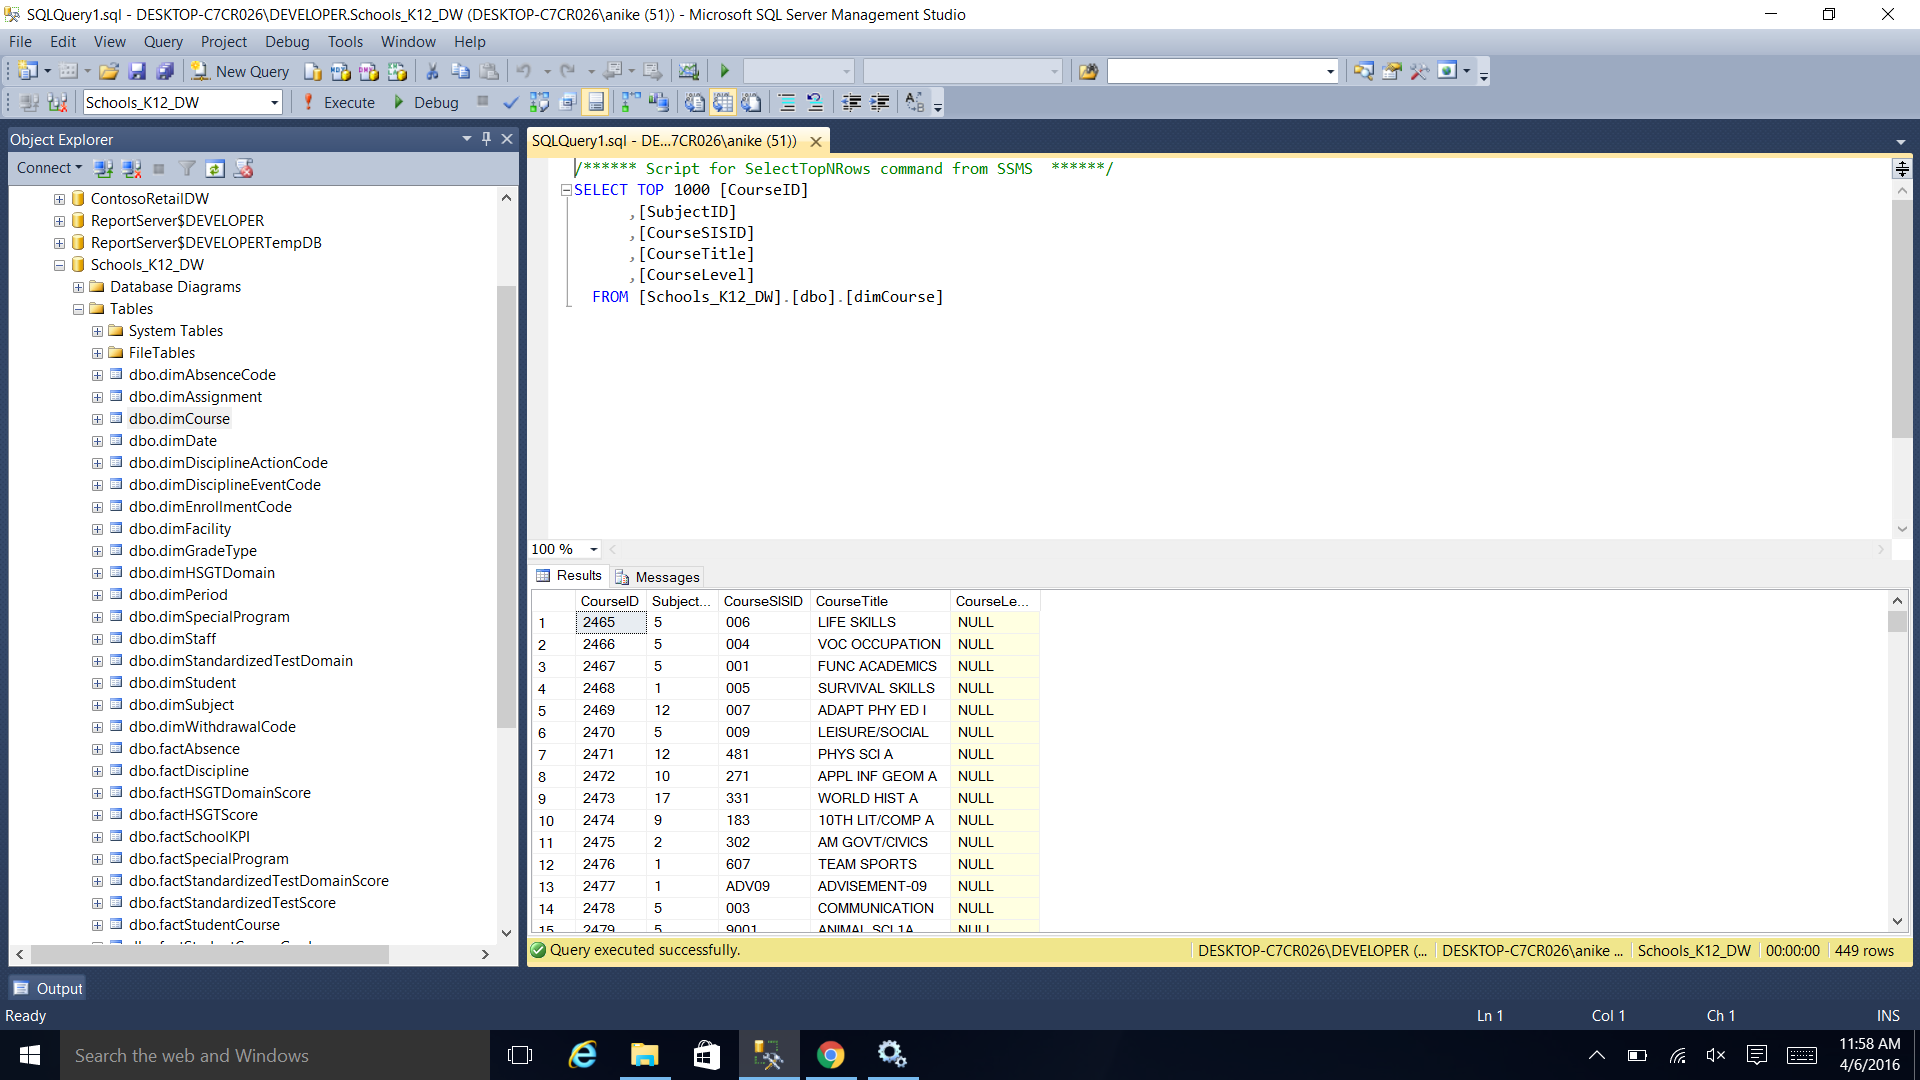 SQLQuery1.sql - DESKTOP-C7CR026\DEVELOPER.Schools_K12_DW (DESKTOP-C7CR026\anike (51)) - Microsoft SQL Server Management Studio
File Edit View Query Project Debug Tools Window Help
New Query
Schools_K12_DW Execute Debug
Object Explorer
Connect
ContosoRetailDW
ReportServer$DEVELOPER
ReportServer$DEVELOPERTempDB
Schools_K12_DW
Database Diagrams
Tables
System Tables
FileTables
dbo.dimAbsenceCode
dbo.dimAssignment
dbo.dimCourse
dbo.dimDate
dbo.dimDisciplineActionCode
dbo.dimDisciplineEventCode
dbo.dimEnrollmentCode
dbo.dimFacility
dbo.dimGradeType
dbo.dimHSGTDomain
dbo.dimPeriod
dbo.dimSpecialProgram
dbo.dimStaff
dbo.dimStandardizedTestDomain
dbo.dimStudent
dbo.dimSubject
dbo.dimWithdrawalCode
dbo.factAbsence
dbo.factDiscipline
dbo.factHSGTDomainScore
dbo.factHSGTScore
dbo.factSchoolKPI
dbo.factSpecialProgram
dbo.factStandardizedTestDomainScore
dbo.factStandardizedTestScore
dbo.factStudentCourse
SQLQuery1.sql - DE...7CR026\anike (51))
/****** Script for SelectTopNRows command from SSMS ******/
SELECT TOP 1000 [CourseID]
,[SubjectID]
,[CourseSISID]
,[CourseTitle]
,[CourseLevel]
FROM [Schools_K12_DW].[dbo].[dimCourse]
100 %
Results Messages
CourseID Subject... CourseSISID CourseTitle CourseLe...
1 2465 5 006 LIFE SKILLS NULL
2 2466 5 004 VOC OCCUPATION NULL
3 2467 5 001 FUNC ACADEMICS NULL
4 2468 1 005 SURVIVAL SKILLS NULL
5 2469 12 007 ADAPT PHY ED I NULL
6 2470 5 009 LEISURE/SOCIAL NULL
7 2471 12 481 PHYS SCI A NULL
8 2472 10 271 APPL INF GEOM A NULL
9 2473 17 331 WORLD HIST A NULL
10 2474 9 183 10TH LIT/COMP A NULL
11 2475 2 302 AM GOVT/CIVICS NULL
12 2476 1 607 TEAM SPORTS NULL
13 2477 1 ADV09 ADVISEMENT-09 NULL
14 2478 5 003 COMMUNICATION NULL
15 2479 5 9001 ANIMAL SCI 1A NULL
Query executed successfully. DESKTOP-C7CR026\DEVELOPER (... DESKTOP-C7CR026\anike ... Schools_K12_DW 00:00:00 449 rows
Output
Ready Ln 1 Col 1 Ch 1 INS
Search the web and Windows
11:58 AM
4/6/2016